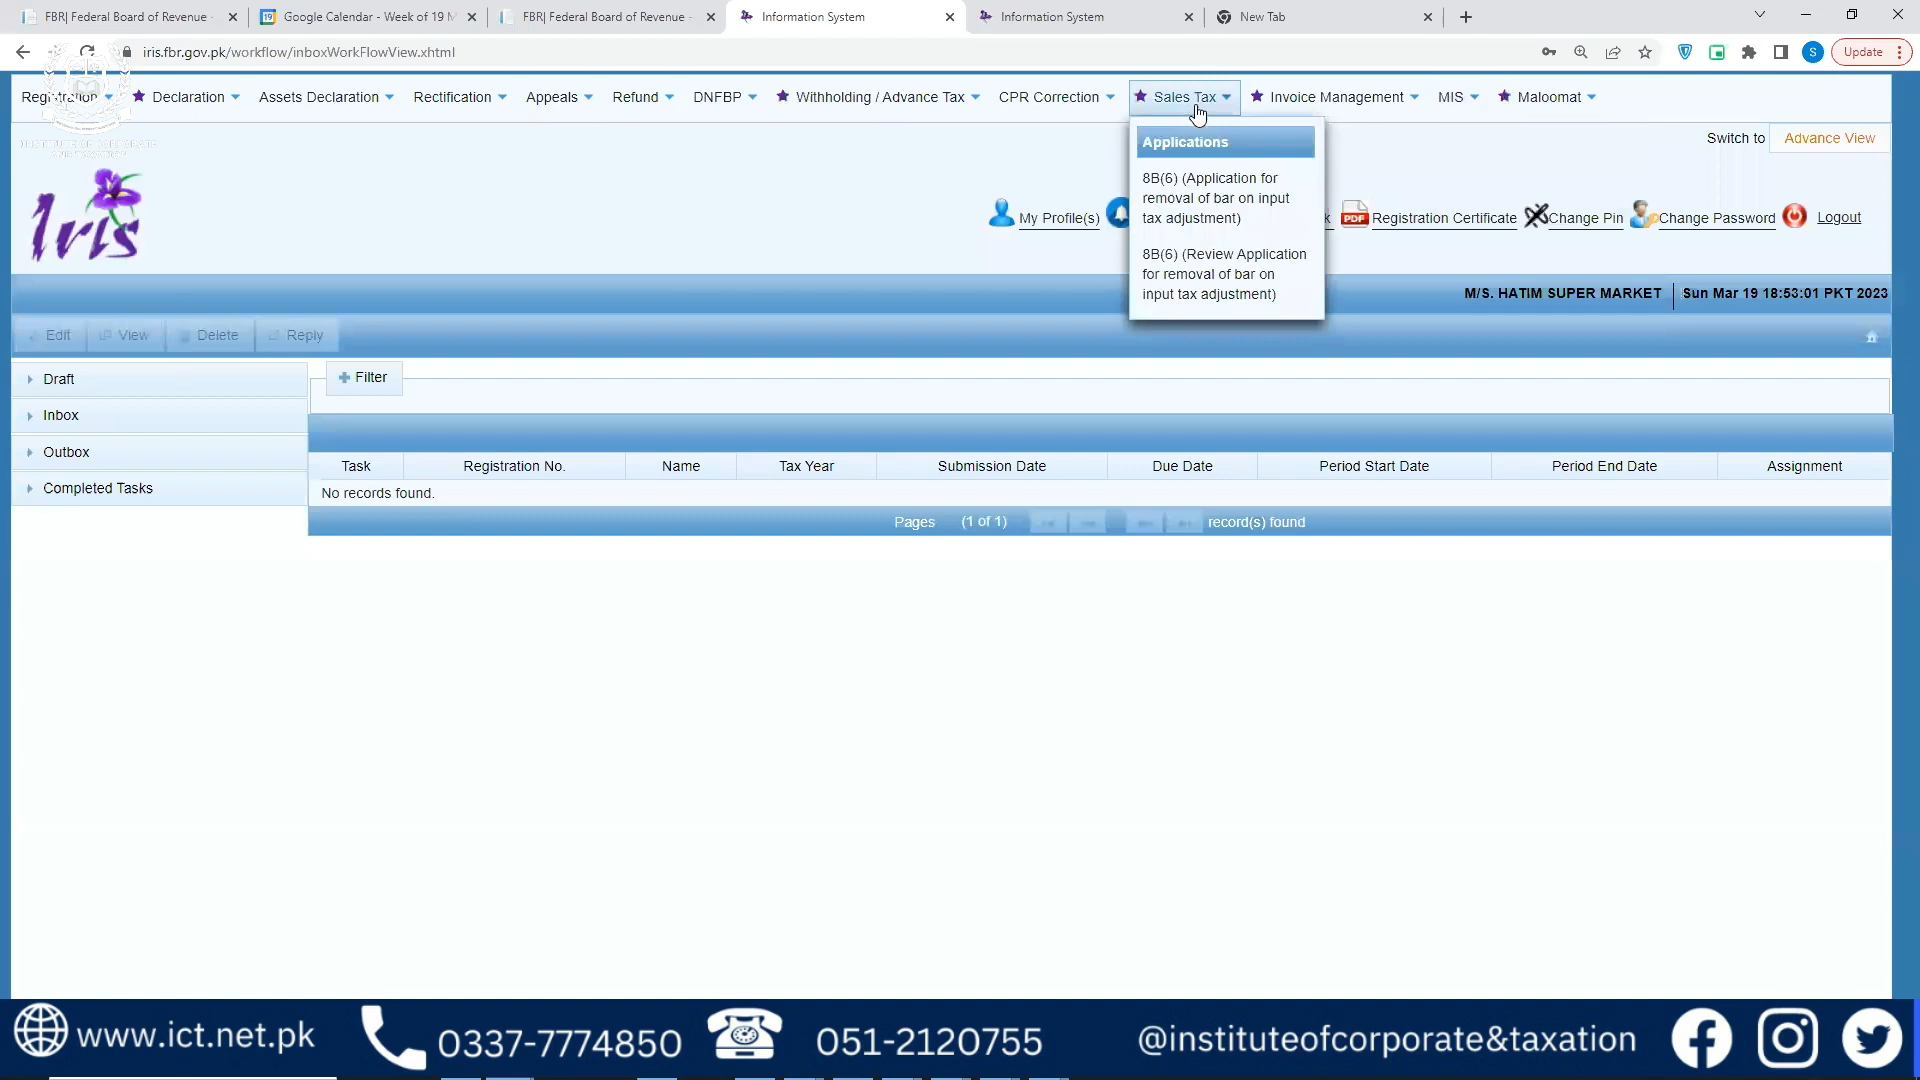 FBR| Federal Board of Revenue -
Google Calendar - Week of 19 M
FBR| Federal Board of Revenue -
Information System
Information System
New Tab
iris.fbr.gov.pk/workflow/inboxWorkFlowView.xhtml
S
Update
Registration
Declaration
Assets Declaration
Rectification
Appeals
Refund
DNFBP
Withholding / Advance Tax
CPR Correction
Sales Tax
Invoice Management
MIS
Maloomat
INSTITUTE OF CORPORATE
AND TAXATION
Switch to
Advance View
Applications
8B(6) (Application for
removal of bar on input
tax adjustment)
8B(6) (Review Application
for removal of bar on
input tax adjustment)
Iris
My Profile(s)
k
PDF
Registration Certificate
Change Pin
Change Password
Logout
M/S. HATIM SUPER MARKET
Sun Mar 19 18:53:01 PKT 2023
Edit
View
Delete
Reply
Draft
Inbox
Outbox
Completed Tasks
Filter
Task
Registration No.
Name
Tax Year
Submission Date
Due Date
Period Start Date
Period End Date
Assignment
No records found.
Pages
(1 of 1)
record(s) found
www.ict.net.pk
0337-7774850
051-2120755
@instituteofcorporate&taxation